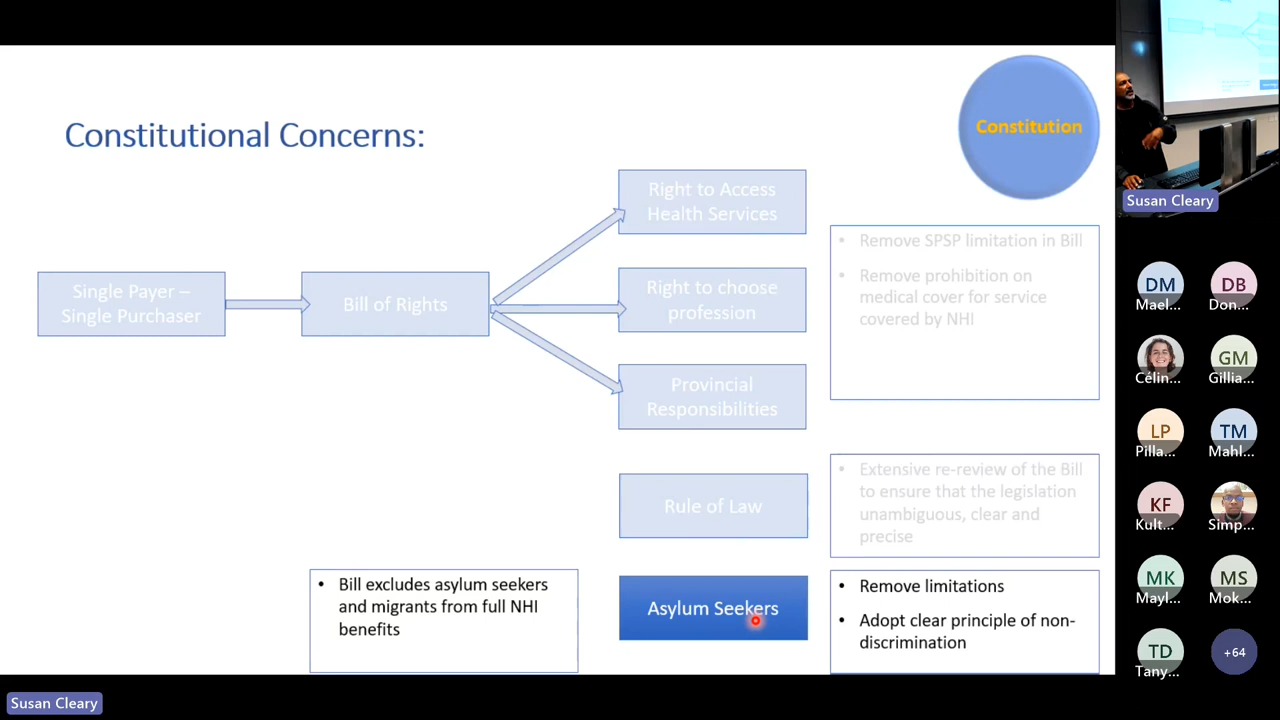 Constitutional Concerns:
Constitution
Single Payer –
Single Purchaser
Bill of Rights
Right to Access
Health Services
Right to choose
profession
Provincial
Responsibilities
• Remove SPSP limitation in Bill
• Remove prohibition on
medical cover for service
covered by NHI
Rule of Law
• Extensive re-review of the Bill
to ensure that the legislation
unambiguous, clear and
precise
• Bill excludes asylum seekers
and migrants from full NHI
benefits
Asylum Seekers
• Remove limitations
• Adopt clear principle of non-
discrimination
Susan Cleary
Susan Cleary
DM
Mael...
DB
Don...
Célin...
GM
Gillia...
LP
Pilla...
TM
Mahl...
KF
Kult...
Simp...
MK
Mayl...
MS
Mok...
TD
Tany...
+64